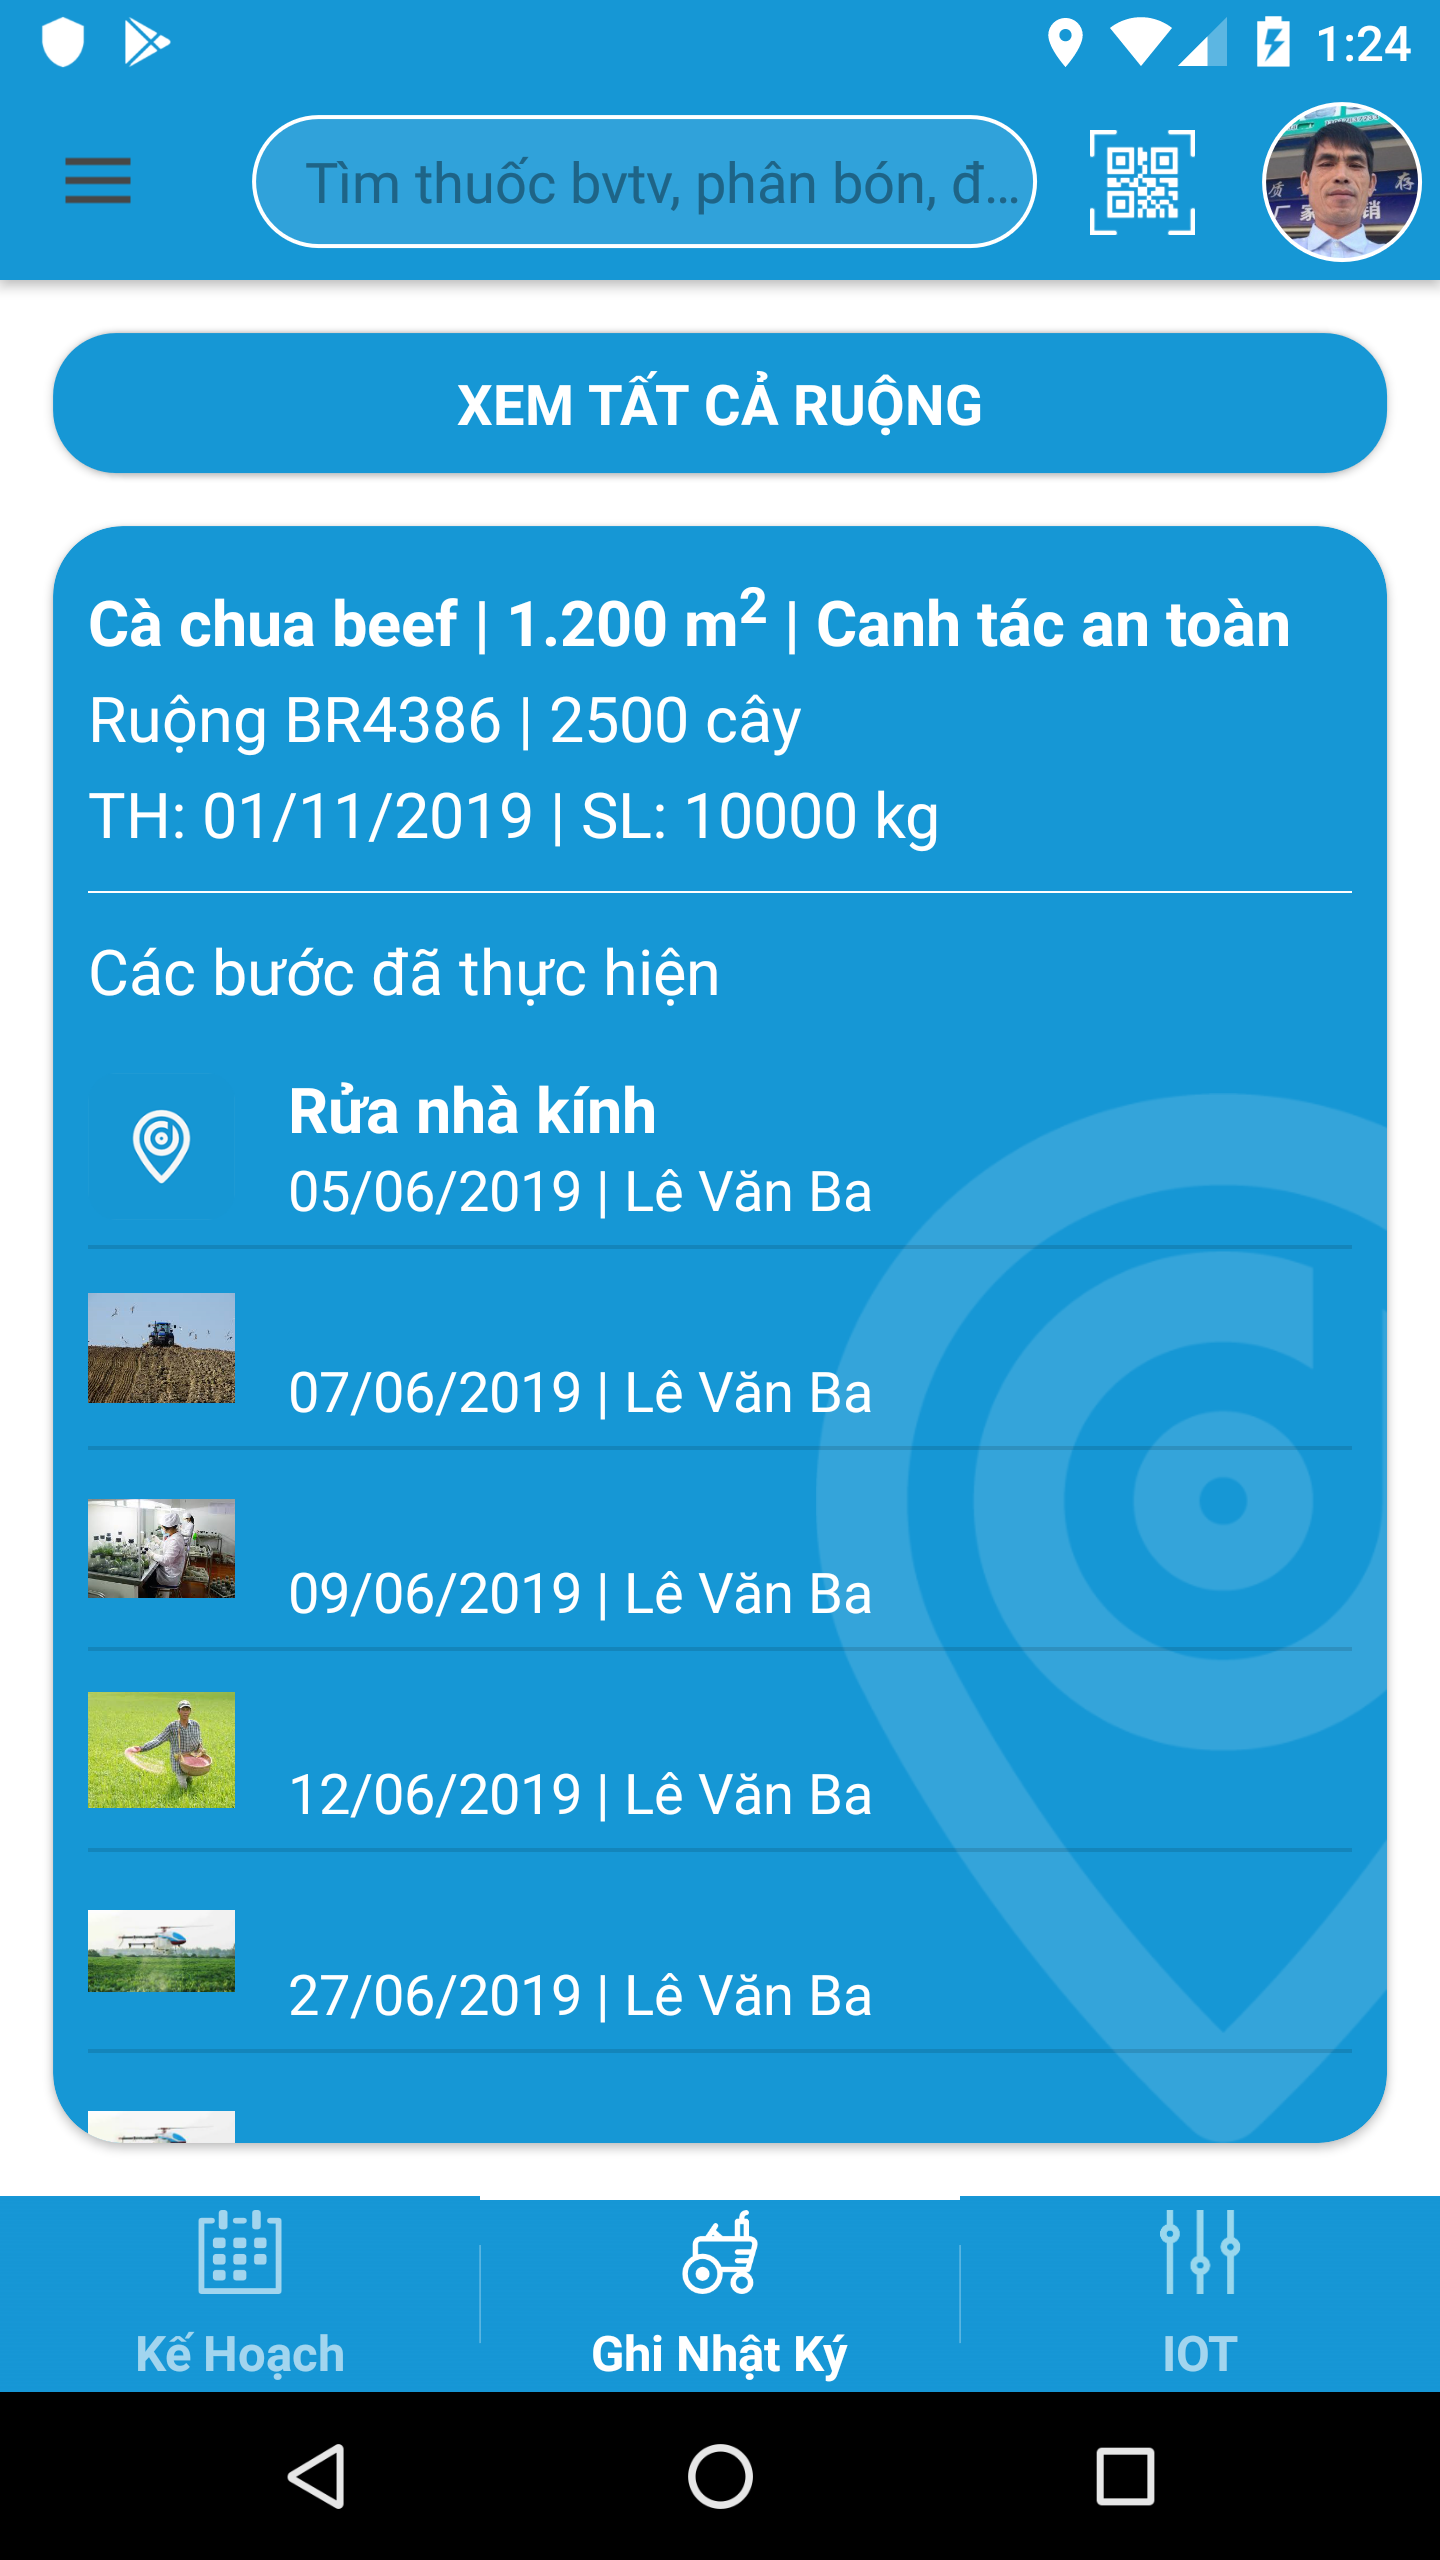 1:24
Tìm thuốc bvtv, phân bón, đ...
XEM TẤT CẢ RUỘNG
Cà chua beef | 1.200 m² | Canh tác an toàn
Ruộng BR4386 | 2500 cây
TH: 01/11/2019 | SL: 10000 kg
Các bước đã thực hiện
Rửa nhà kính
05/06/2019 | Lê Văn Ba
07/06/2019 | Lê Văn Ba
09/06/2019 | Lê Văn Ba
12/06/2019 | Lê Văn Ba
27/06/2019 | Lê Văn Ba
Kế Hoạch
Ghi Nhật Ký
IOT